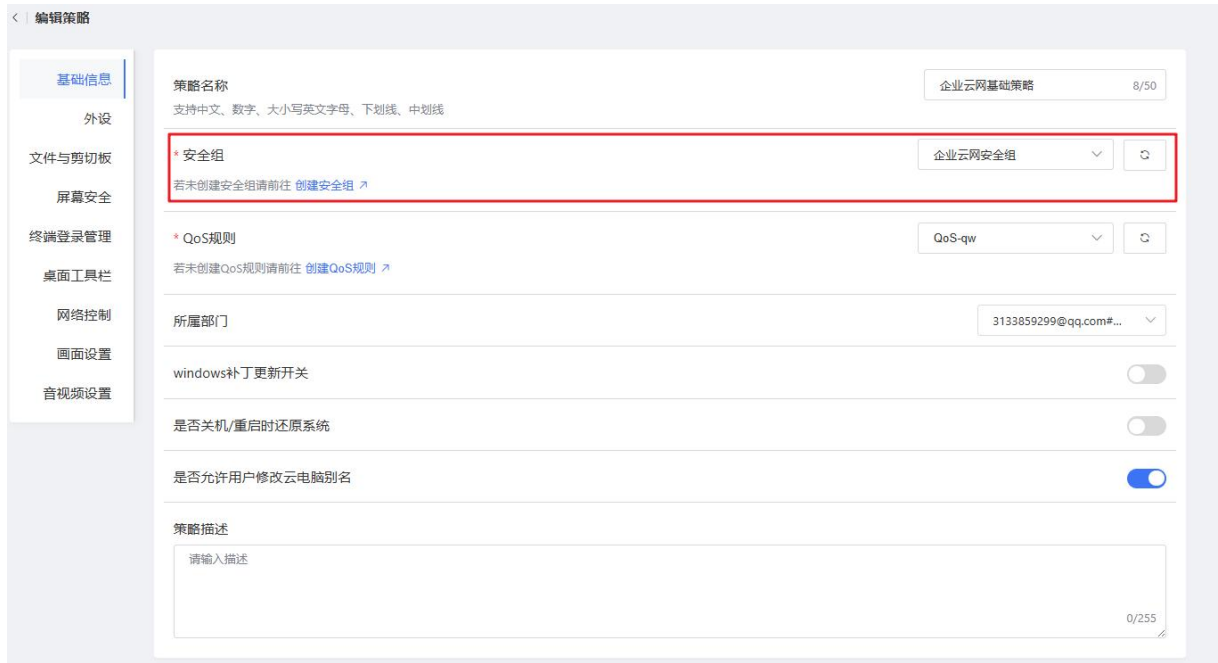 编辑策略
基础信息
外设
文件与剪切板
屏幕安全
终端登录管理
桌面工具栏
网络控制
画面设置
音视频设置
策略名称
企业云网基础策略 8/50
支持中文、数字、大小写英文字母、下划线、中划线
* 安全组
企业云网安全组
若未创建安全组请前往 创建安全组
* QoS规则
QoS-qw
若未创建QoS规则请前往 创建QoS规则
所属部门
3133859299@qq.com#...
windows补丁更新开关
是否关机/重启时还原系统
是否允许用户修改云电脑别名
策略描述
请输入描述
0/255